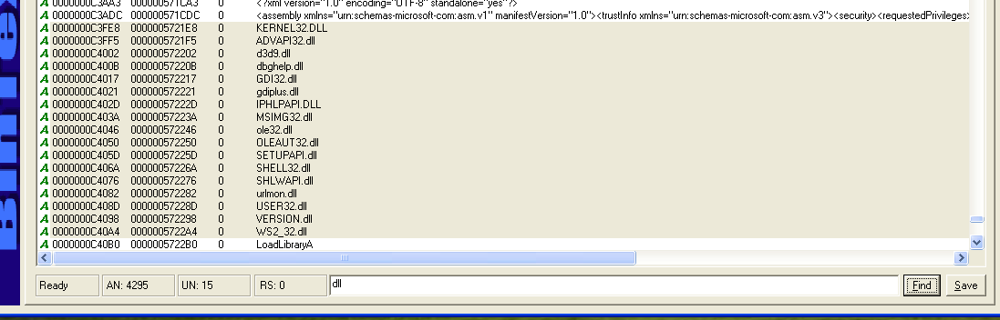 A 0000000C3AA3 000000571CA3 0 <?xml version="1.0" encoding="UTF-8" standalone="yes"?>
A 0000000C3ADC 000000571CDC 0 <assembly xmlns="urn:schemas-microsoft-com:asm.v1" manifestVersion="1.0"><trustInfo xmlns="urn:schemas-microsoft-com:asm.v3"><security><requestedPrivileges>
A 0000000C3FE8 0000005721E8 0 KERNEL32.DLL
A 0000000C3FF5 0000005721F5 0 ADVAPI32.dll
A 0000000C4002 000000572202 0 d3d9.dll
A 0000000C400B 00000057220B 0 dbghelp.dll
A 0000000C4017 000000572217 0 GDI32.dll
A 0000000C4021 000000572221 0 gdiplus.dll
A 0000000C402D 00000057222D 0 IPHLPAPI.DLL
A 0000000C403A 00000057223A 0 MSIMG32.dll
A 0000000C4046 000000572246 0 ole32.dll
A 0000000C4050 000000572250 0 OLEAUT32.dll
A 0000000C405D 00000057225D 0 SETUPAPI.dll
A 0000000C406A 00000057226A 0 SHELL32.dll
A 0000000C4076 000000572276 0 SHLWAPI.dll
A 0000000C4082 000000572282 0 urlmon.dll
A 0000000C408D 00000057228D 0 USER32.dll
A 0000000C4098 000000572298 0 VERSION.dll
A 0000000C40A4 0000005722A4 0 WS2_32.dll
A 0000000C40B0 0000005722B0 0 LoadLibraryA
Ready AN: 4295 UN: 15 RS: 0 dll Find Save